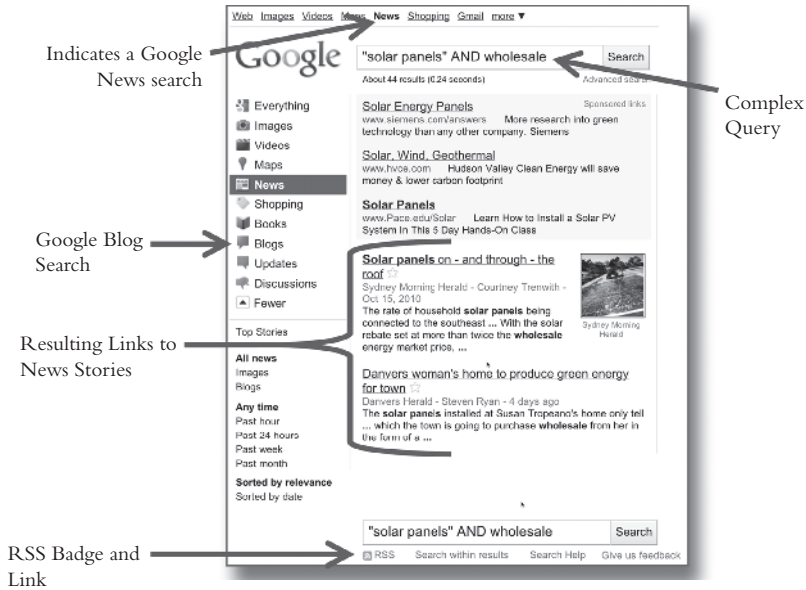 Web Images Videos Maps News Shopping Gmail more ▼
Indicates a Google
News search
Google
"solar panels" AND wholesale
Search
About 44 results (0.24 seconds)
Advanced search
Complex
Query
Everything
Images
Videos
Maps
News
Shopping
Books
Blogs
Updates
Discussions
Fewer
Google Blog
Search
Resulting Links to
News Stories
Top Stories
All news
Images
Blogs
Any time
Past hour
Past 24 hours
Past week
Past month
Sorted by relevance
Sorted by date
Solar Energy Panels
Sponsored links
www.siemens.com/answers More research into green
technology than any other company. Siemens
Solar, Wind, Geothermal
www.hvce.com Hudson Valley Clean Energy will save
money & lower carbon footprint
Solar Panels
www.Pace.edu/Solar Learn How to Install a Solar PV
System In This 5 Day Hands-On Class
Solar panels on - and through - the
roof ☆
Sydney Morning Herald - Courtney Trenwith -
Oct 15, 2010
The rate of household solar panels being
connected to the southeast ... With the solar
rebate set at more than twice the wholesale
energy market price, ...
Sydney Morning
Herald
Danvers woman's home to produce green energy
for town ☆
Danvers Herald - Steven Ryan - 4 days ago
The solar panels installed at Susan Tropeano's home only tell
... which the town is going to purchase wholesale from her in
the form of a ...
"solar panels" AND wholesale
Search
RSS Badge and
Link
RSS Search within results Search Help Give us feedback